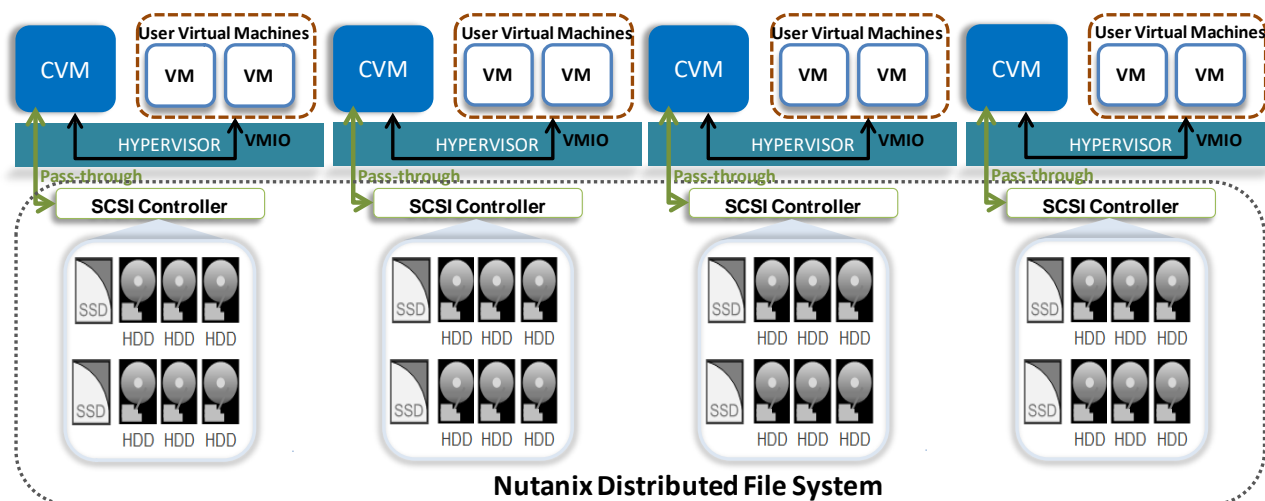 User Virtual Machines User Virtual Machines User Virtual Machines User Virtual Machines
CVM VM VM CVM VM VM CVM VM VM CVM VM VM
HYPERVISOR VMIO HYPERVISOR VMIO HYPERVISOR VMIO HYPERVISOR VMIO
Pass-through Pass-through Pass-through Pass-through
SCSI Controller SCSI Controller SCSI Controller SCSI Controller
SSD SSD SSD SSD
HDD HDD HDD HDD HDD HDD HDD HDD HDD HDD HDD HDD
SSD SSD SSD SSD
HDD HDD HDD HDD HDD HDD HDD HDD HDD HDD HDD HDD
Nutanix Distributed File System